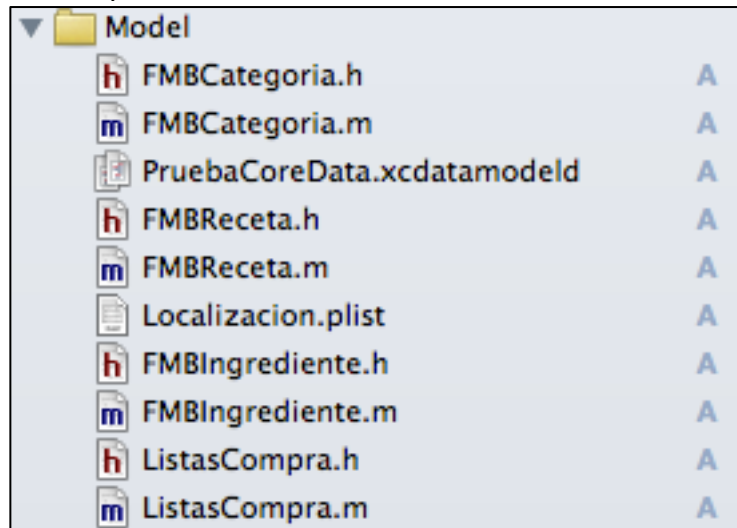 Model
h FMBCategoria.h A
m FMBCategoria.m A
PruebaCoreData.xcdatamodeld A
h FMBReceta.h A
m FMBReceta.m A
Localizacion.plist A
h FMBIngrediente.h A
m FMBIngrediente.m A
h ListasCompra.h A
m ListasCompra.m A